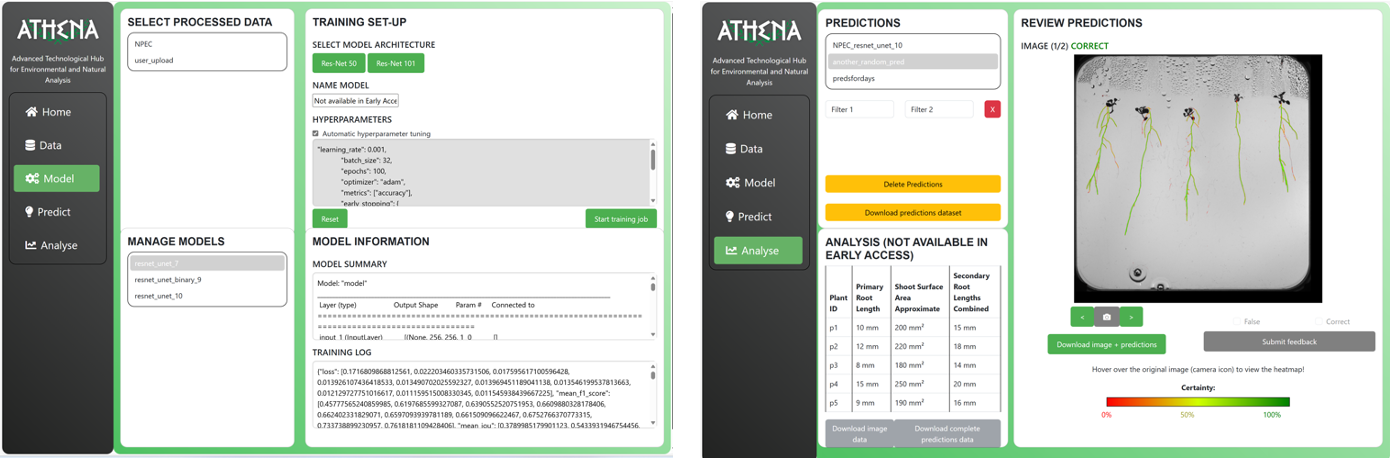 ATHENA
Advanced Technological Hub
for Environmental and Natural
Analysis
Home
Data
Model
Predict
Analyse
SELECT PROCESSED DATA
NPEC
user_upload
MANAGE MODELS
resnet_unet_7
resnet_unet_binary_9
resnet_unet_10
TRAINING SET-UP
SELECT MODEL ARCHITECTURE
Res-Net 50
Res-Net 101
NAME MODEL
Not available in Early Acce
HYPERPARAMETERS
Automatic hyperparameter tuning
"learning_rate": 0.001,
"batch_size": 32,
"epochs": 100,
"optimizer": "adam",
"metrics": ["accuracy"],
"early_stopping": {
Reset
Start training job
MODEL INFORMATION
MODEL SUMMARY
Model: "model"
Layer (type) Output Shape Param # Connected to
input_1 (InputLayer) [(None, 256, 256, 1 0 []
TRAINING LOG
{"loss": [0.1716809868812561, 0.022203460335731506, 0.017595617100596428,
0.013926107436418533, 0.013490702025592327, 0.013969451189041138, 0.013546199537813663,
0.012129727751016617, 0.011159515008330345, 0.011545938439667225], "mean_f1_score":
[0.45777565240859985, 0.6197685599327087, 0.6390552520751953, 0.6609880328178406,
0.662402331829071, 0.6597093939781189, 0.661509096622467, 0.6752766370773315,
0.733738899230957, 0.7618181109428406], "mean_iou": [0.3789985179901123, 0.5433931946754456,
ATHENA
Advanced Technological Hub
for Environmental and Natural
Analysis
Home
Data
Model
Predict
Analyse
PREDICTIONS
NPEC_resnet_unet_10
another_random_pred
predsfordays
Filter 1
Filter 2
X
Delete Predictions
Download predictions dataset
ANALYSIS (NOT AVAILABLE IN
EARLY ACCESS)
Plant ID Primary Root Length Shoot Surface Area Approximate Secondary Root Lengths Combined
p1 10 mm 200 mm² 15 mm
p2 12 mm 220 mm² 18 mm
p3 8 mm 180 mm² 14 mm
p4 15 mm 250 mm² 20 mm
p5 9 mm 190 mm² 16 mm
Download image
data
Download complete
predictions data
REVIEW PREDICTIONS
IMAGE (1/2) CORRECT
<
>
False
Correct
Download image + predictions
Submit feedback
Hover over the original image (camera icon) to view the heatmap!
Certainty:
0% 50% 100%